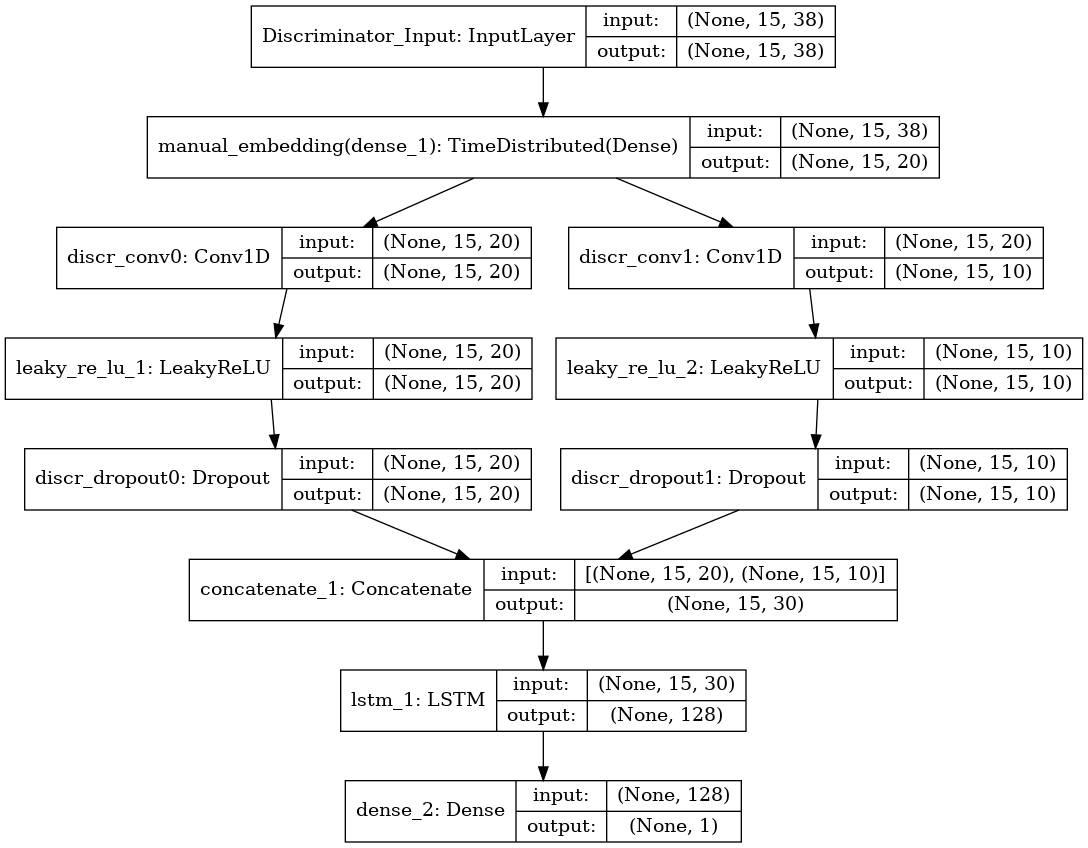 Discriminator_Input: InputLayer
input: (None, 15, 38)
output: (None, 15, 38)
manual_embedding(dense_1): TimeDistributed(Dense)
input: (None, 15, 38)
output: (None, 15, 20)
discr_conv0: Conv1D
input: (None, 15, 20)
output: (None, 15, 20)
discr_conv1: Conv1D
input: (None, 15, 20)
output: (None, 15, 10)
leaky_re_lu_1: LeakyReLU
input: (None, 15, 20)
output: (None, 15, 20)
leaky_re_lu_2: LeakyReLU
input: (None, 15, 10)
output: (None, 15, 10)
discr_dropout0: Dropout
input: (None, 15, 20)
output: (None, 15, 20)
discr_dropout1: Dropout
input: (None, 15, 10)
output: (None, 15, 10)
concatenate_1: Concatenate
input: [(None, 15, 20), (None, 15, 10)]
output: (None, 15, 30)
lstm_1: LSTM
input: (None, 15, 30)
output: (None, 128)
dense_2: Dense
input: (None, 128)
output: (None, 1)